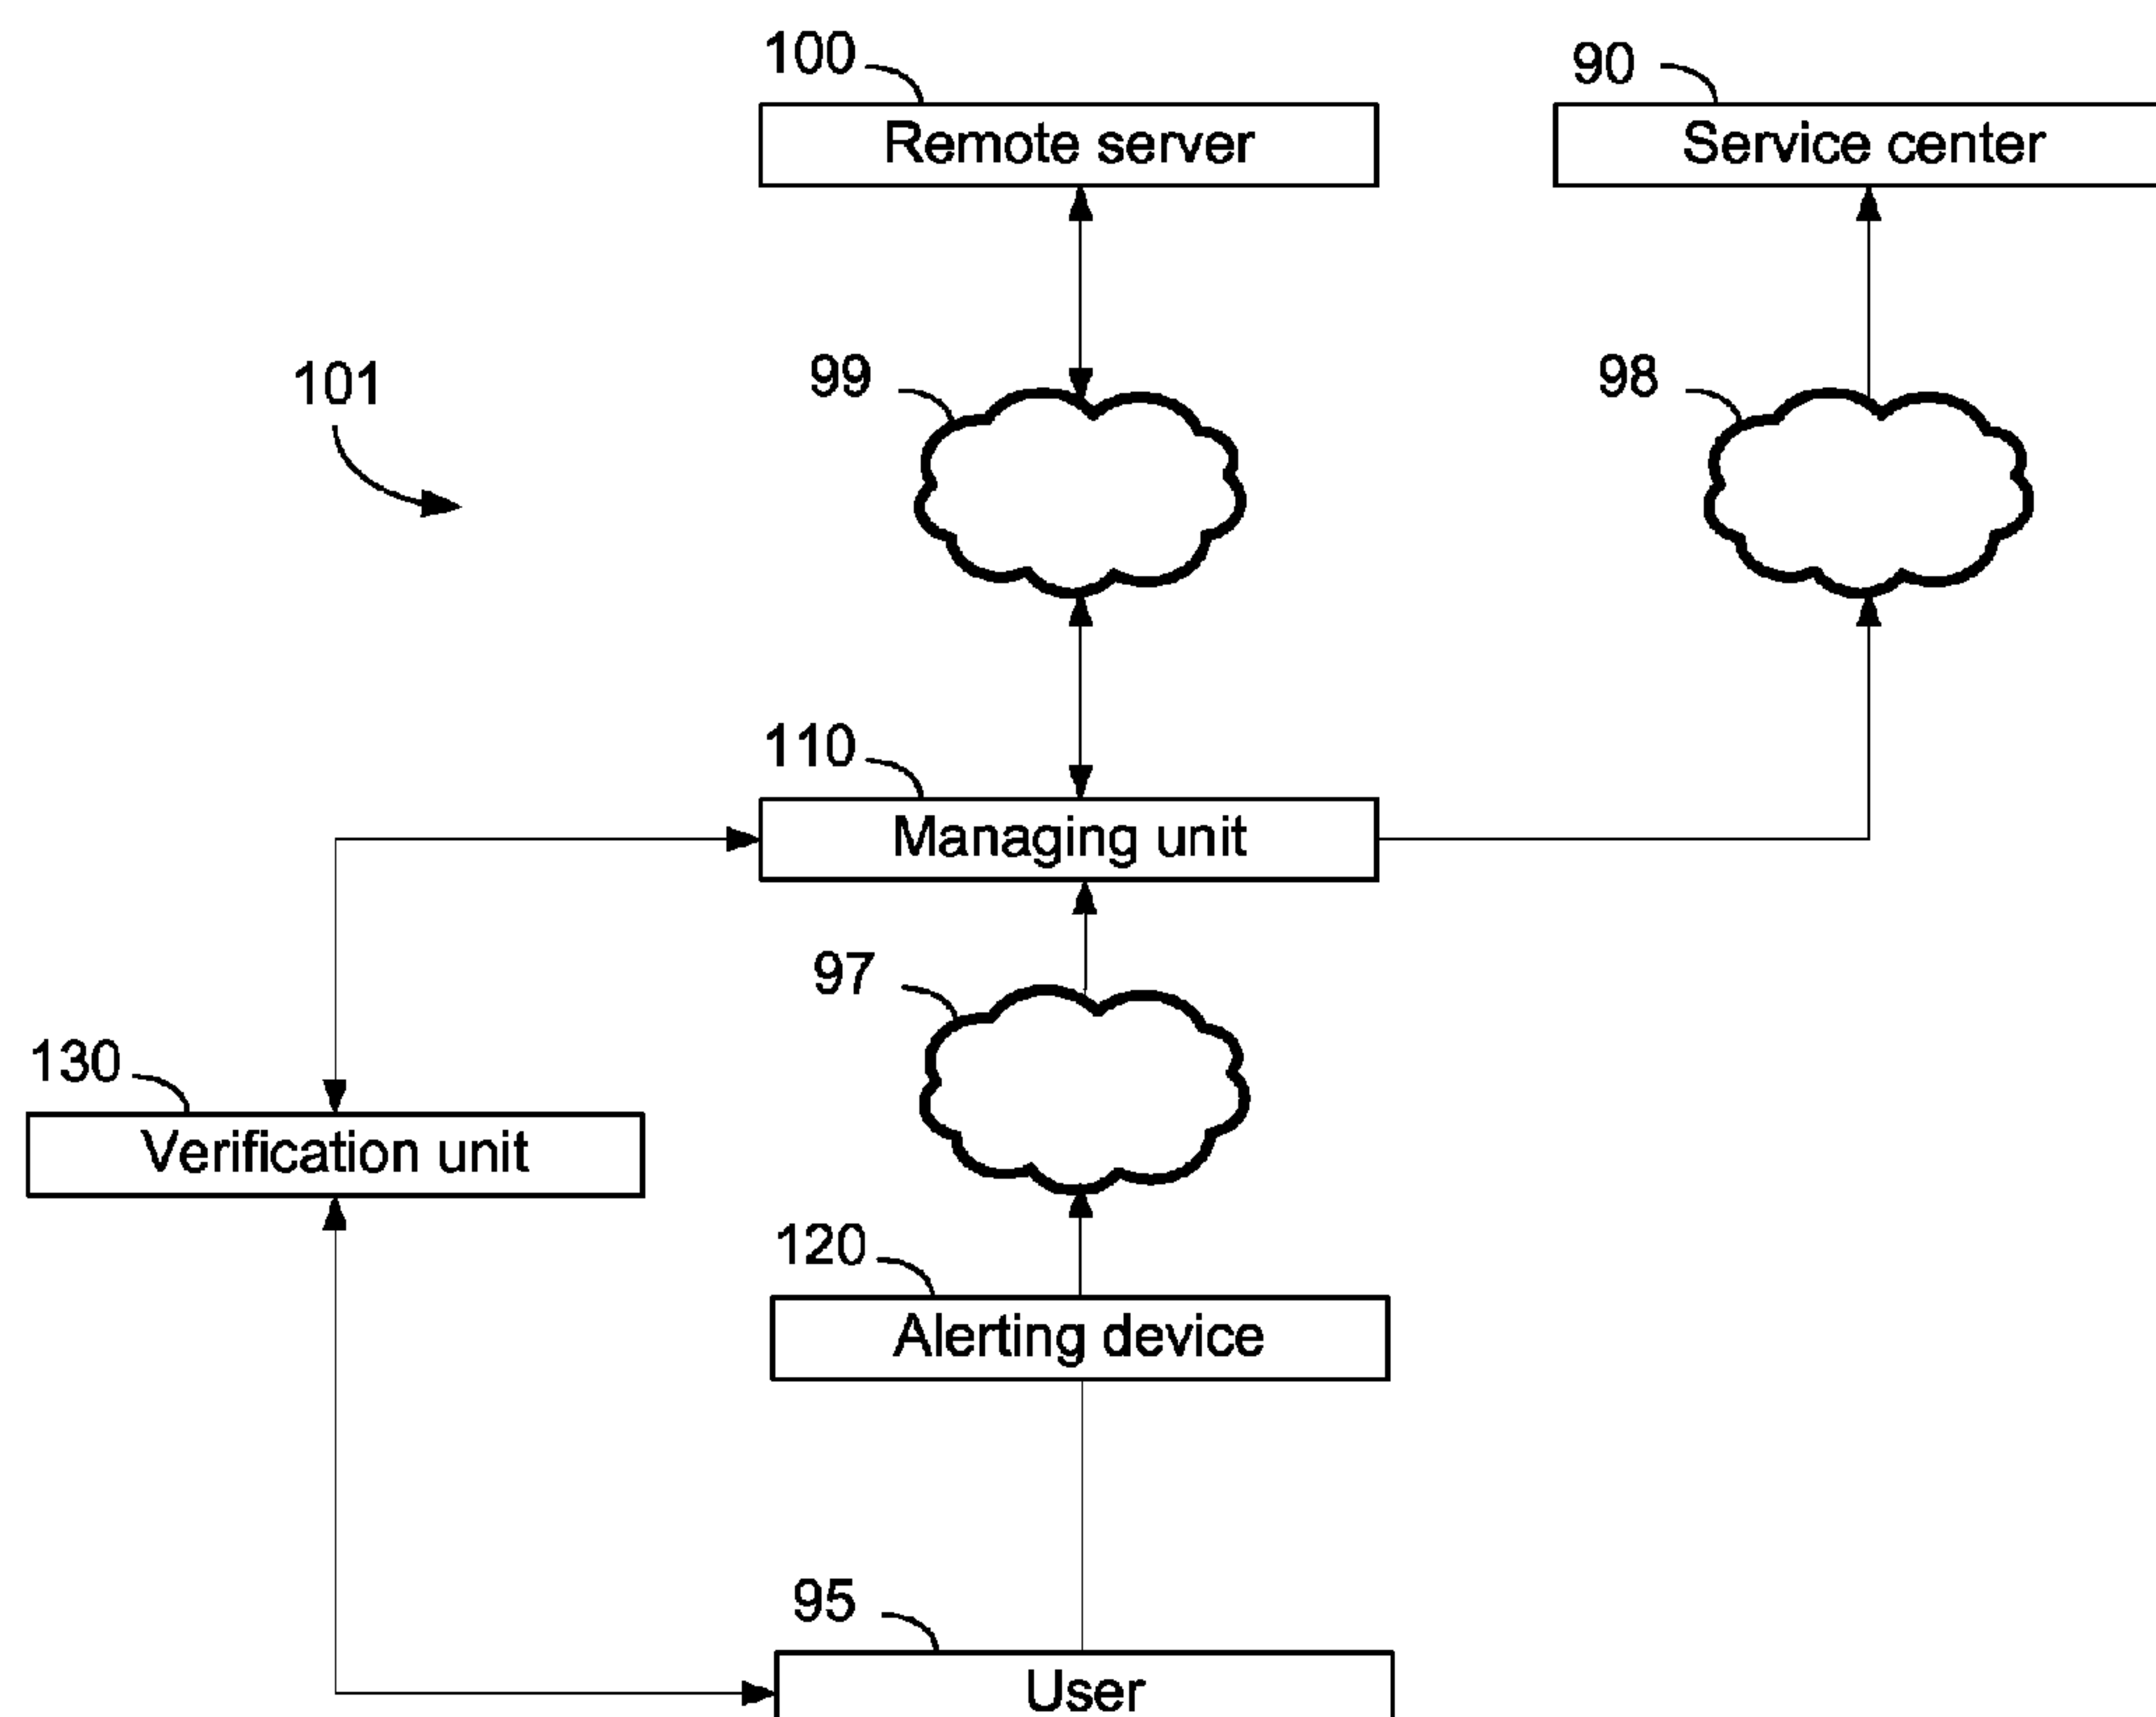 100
90
Remote server
Service center
101
99
98
110
Managing unit
97
130
Verification unit
120
Alerting device
95
User